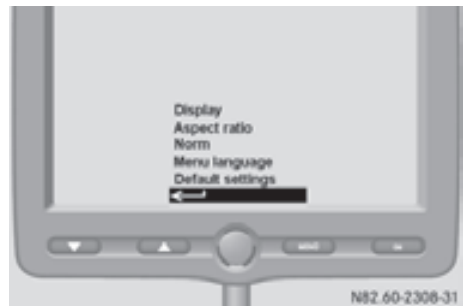 Display
Aspect ratio
Norm
Menu language
Default settings
N82.60-2308-31